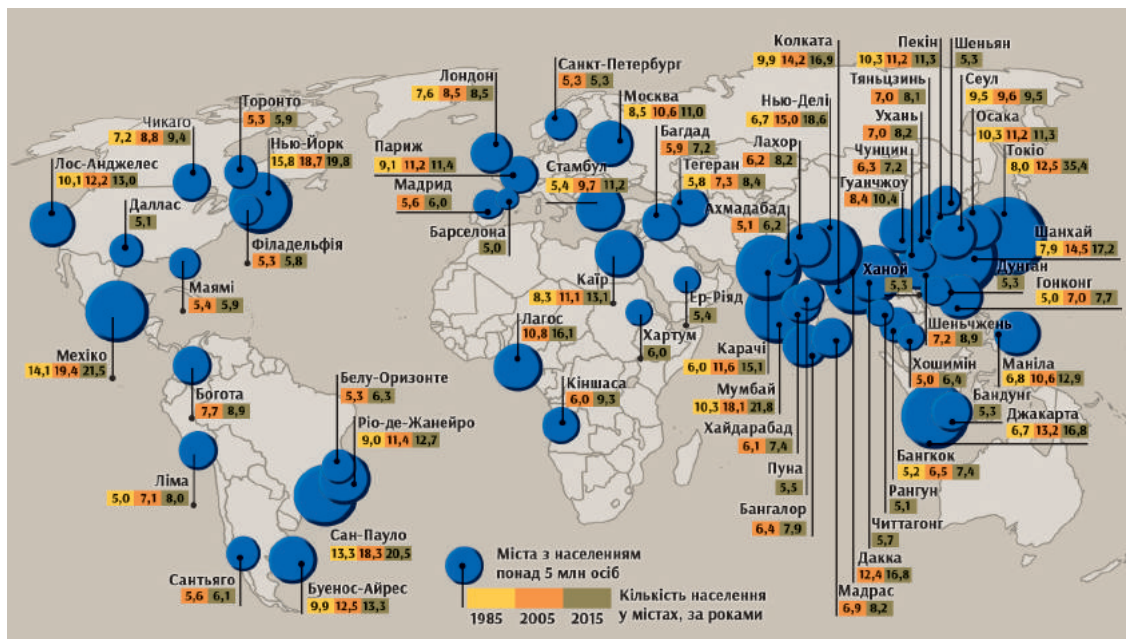 Колката
9,9 14,2 16,9
Пекін
10,3 11,2 11,3
Шеньян
5,3
Лондон
7,6 8,5 8,5
Санкт-Петербург
5,3 5,3
Тяньцзинь
7,0 8,1
Сеул
9,5 9,6 9,5
Москва
8,5 10,6 11,0
Нью-Делі
6,7 15,0 18,6
Торонто
5,3 5,9
Чикаго
7,2 8,8 9,4
Ухань
7,0 8,2
Осака
10,3 11,2 11,3
Багдад
5,9 7,2
Лахор
6,2 8,2
Нью-Йорк
15,8 18,7 19,8
Париж
9,1 11,2 11,4
Чунцин
6,3 7,2
Токіо
8,0 12,5 35,4
Лос-Анджелес
10,1 12,2 13,0
Стамбул
5,4 9,7 11,2
Тегеран
5,8 7,3 8,4
Мадрид
5,6 6,0
Гуанчжоу
8,4 10,4
Даллас
5,1
Ахмадабад
5,1 6,2
Шанхай
7,9 14,5 17,2
Барселона
5,0
Філадельфія
5,3 5,8
Ханой
5,3
Дунган
5,3
Каїр
8,3 11,1 13,1
Маямі
5,4 5,9
Ер-Ріяд
5,4
Гонконг
5,0 7,0 7,7
Лагос
10,8 16,1
Хартум
6,0
Шеньчжень
7,2 8,9
Мехіко
14,1 19,4 21,5
Карачі
6,0 11,6 15,1
Хошимін
5,0 6,4
Маніла
6,8 10,6 12,9
Белу-Оризонте
5,3 6,3
Кіншаса
6,0 9,3
Богота
7,7 8,9
Мумбай
10,3 18,1 21,8
Бандунг
5,3
Джакарта
6,7 13,2 16,8
Ріо-де-Жанейро
9,0 11,4 12,7
Хайдарабад
6,1 7,4
Бангкок
5,2 6,5 7,4
Пуна
5,5
Ліма
5,0 7,1 8,0
Рангун
5,1
Бангалор
6,4 7,9
Читтагонг
5,7
Сан-Пауло
13,3 18,3 20,5
Дакка
12,4 16,8
Сантьяго
5,6 6,1
Буенос-Айрес
9,9 12,5 13,3
Мадрас
6,9 8,2
Міста з населенням
понад 5 млн осіб
Кількість населення
у містах, за роками
1985 2005 2015